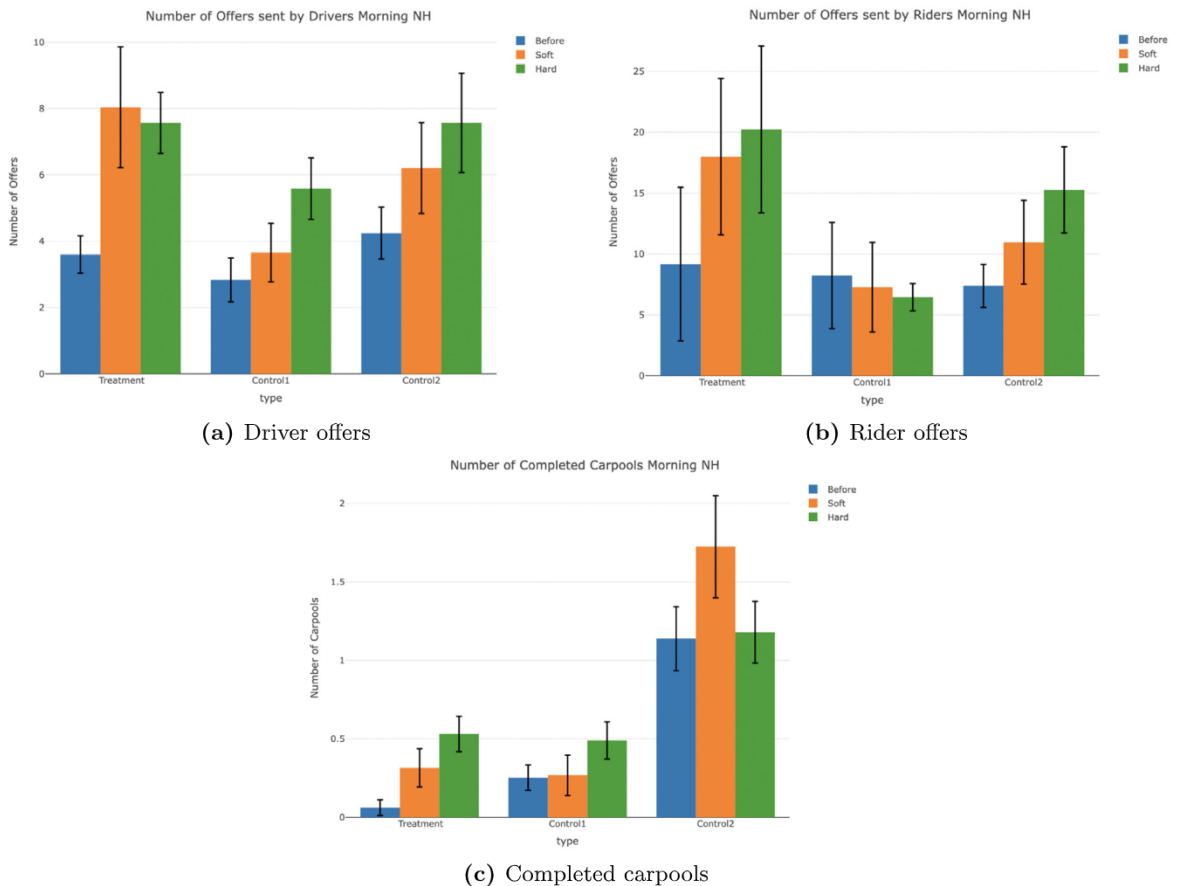 Number of Offers sent by Drivers Morning NH
Before
Soft
Hard
10
8
6
4
2
0
Number of Offers
Treatment
Control1
Control2
type
(a) Driver offers
Number of Offers sent by Riders Morning NH
Before
Soft
Hard
25
20
15
10
5
0
Number of Offers
Treatment
Control1
Control2
type
(b) Rider offers
Number of Completed Carpools Morning NH
Before
Soft
Hard
2
1.5
1
0.5
0
Number of Carpools
Treatment
Control1
Control2
type
(c) Completed carpools